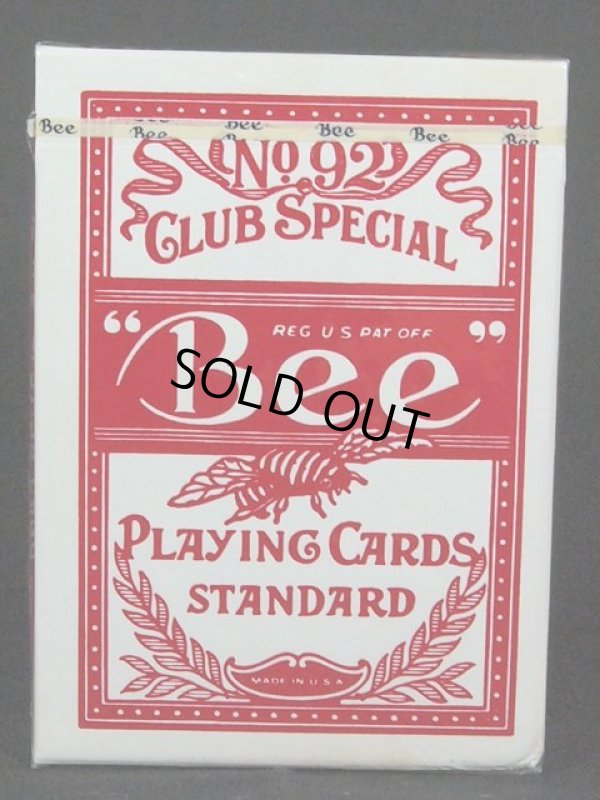 Bee Bee Bee Bee Bee Bee
No. 92
CLUB SPECIAL
REG U S PAT OFF
“Bee”
SOLD OUT
PLAYING CARDS
STANDARD
MADE IN U.S.A